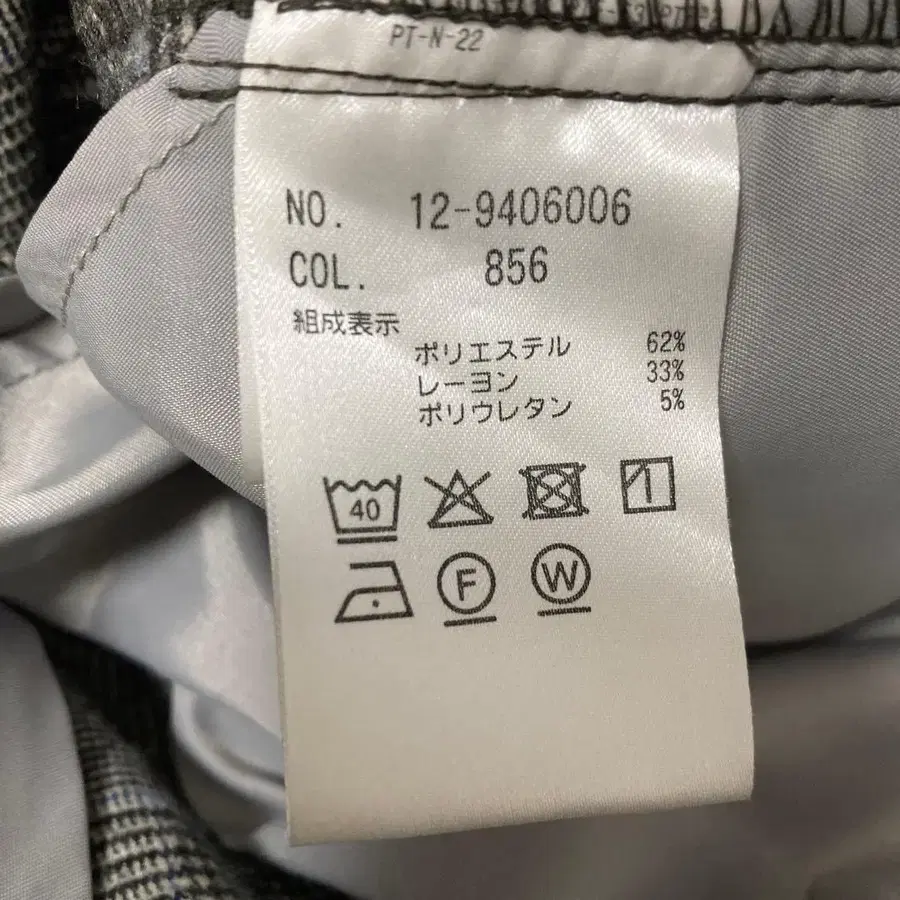 PT-N-22
NO. 12-9406006
COL. 856
組成表示
ポリエステル 62%
レーヨン 33%
ポリウレタン 5%
40
F W